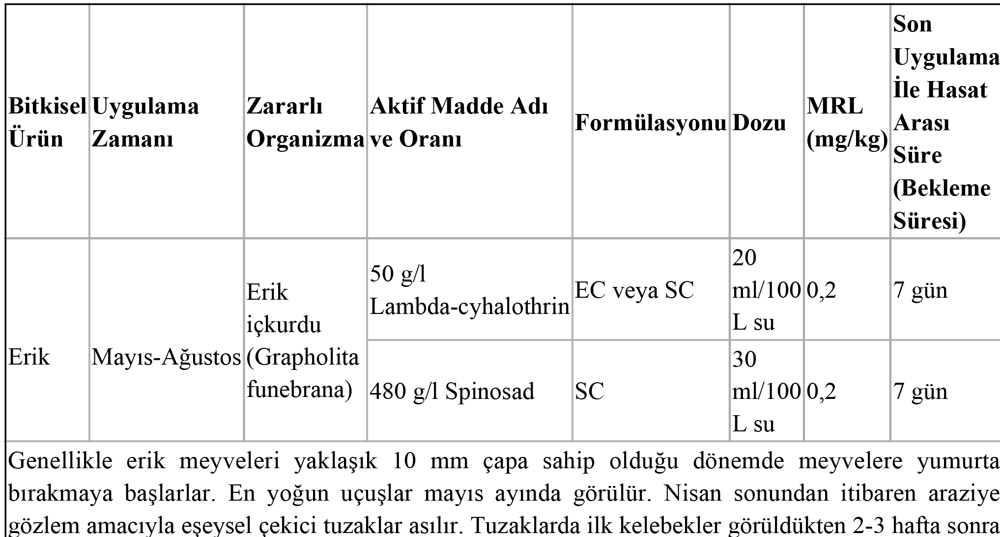 Bitkisel Ürün
Uygulama Zamanı
Zararlı Organizma
Aktif Madde Adı ve Oranı
Formülasyonu
Dozu
MRL (mg/kg)
Son Uygulama İle Hasat Arası Süre (Bekleme Süresi)
Erik
Mayıs-Ağustos
Erik içkurdu (Grapholita funebrana)
50 g/l Lambda-cyhalothrin
EC veya SC
20 ml/100 L su
0,2
7 gün
480 g/l Spinosad
SC
30 ml/100 L su
0,2
7 gün
Genellikle erik meyveleri yaklaşık 10 mm çapa sahip olduğu dönemde meyvelere yumurta
bırakmaya başlarlar. En yoğun uçuşlar mayıs ayında görülür. Nisan sonundan itibaren araziye
gözlem amacıyla eşeysel çekici tuzaklar asılır. Tuzaklarda ilk kelebekler görüldükten 2-3 hafta sonra